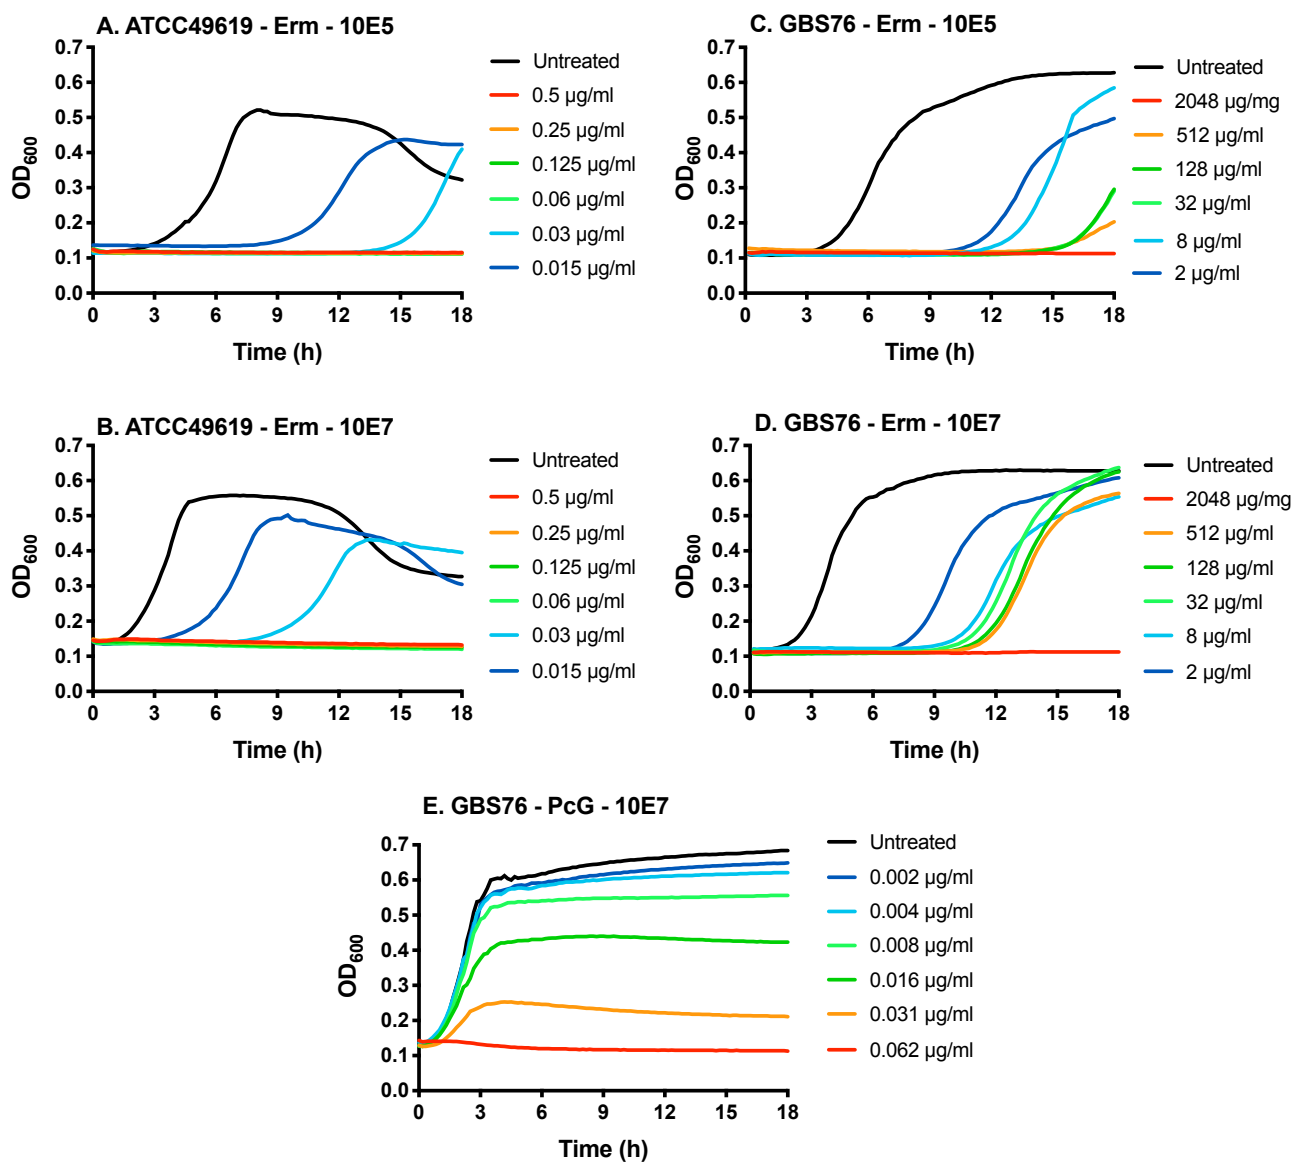 A. ATCC49619 - Erm - 10E5
0.7
0.6
0.5
0.4
0.3
0.2
0.1
0.0
OD600
0 3 6 9 12 15 18
Time (h)
Untreated
0.5 µg/ml
0.25 µg/ml
0.125 µg/ml
0.06 µg/ml
0.03 µg/ml
0.015 µg/ml
C. GBS76 - Erm - 10E5
0.7
0.6
0.5
0.4
0.3
0.2
0.1
0.0
OD600
0 3 6 9 12 15 18
Time (h)
Untreated
2048 µg/mg
512 µg/ml
128 µg/ml
32 µg/ml
8 µg/ml
2 µg/ml
B. ATCC49619 - Erm - 10E7
0.7
0.6
0.5
0.4
0.3
0.2
0.1
0.0
OD600
0 3 6 9 12 15 18
Time (h)
Untreated
0.5 µg/ml
0.25 µg/ml
0.125 µg/ml
0.06 µg/ml
0.03 µg/ml
0.015 µg/ml
D. GBS76 - Erm - 10E7
0.7
0.6
0.5
0.4
0.3
0.2
0.1
0.0
OD600
0 3 6 9 12 15 18
Time (h)
Untreated
2048 µg/mg
512 µg/ml
128 µg/ml
32 µg/ml
8 µg/ml
2 µg/ml
E. GBS76 - PcG - 10E7
0.7
0.6
0.5
0.4
0.3
0.2
0.1
0.0
OD600
0 3 6 9 12 15 18
Time (h)
Untreated
0.002 µg/ml
0.004 µg/ml
0.008 µg/ml
0.016 µg/ml
0.031 µg/ml
0.062 µg/ml